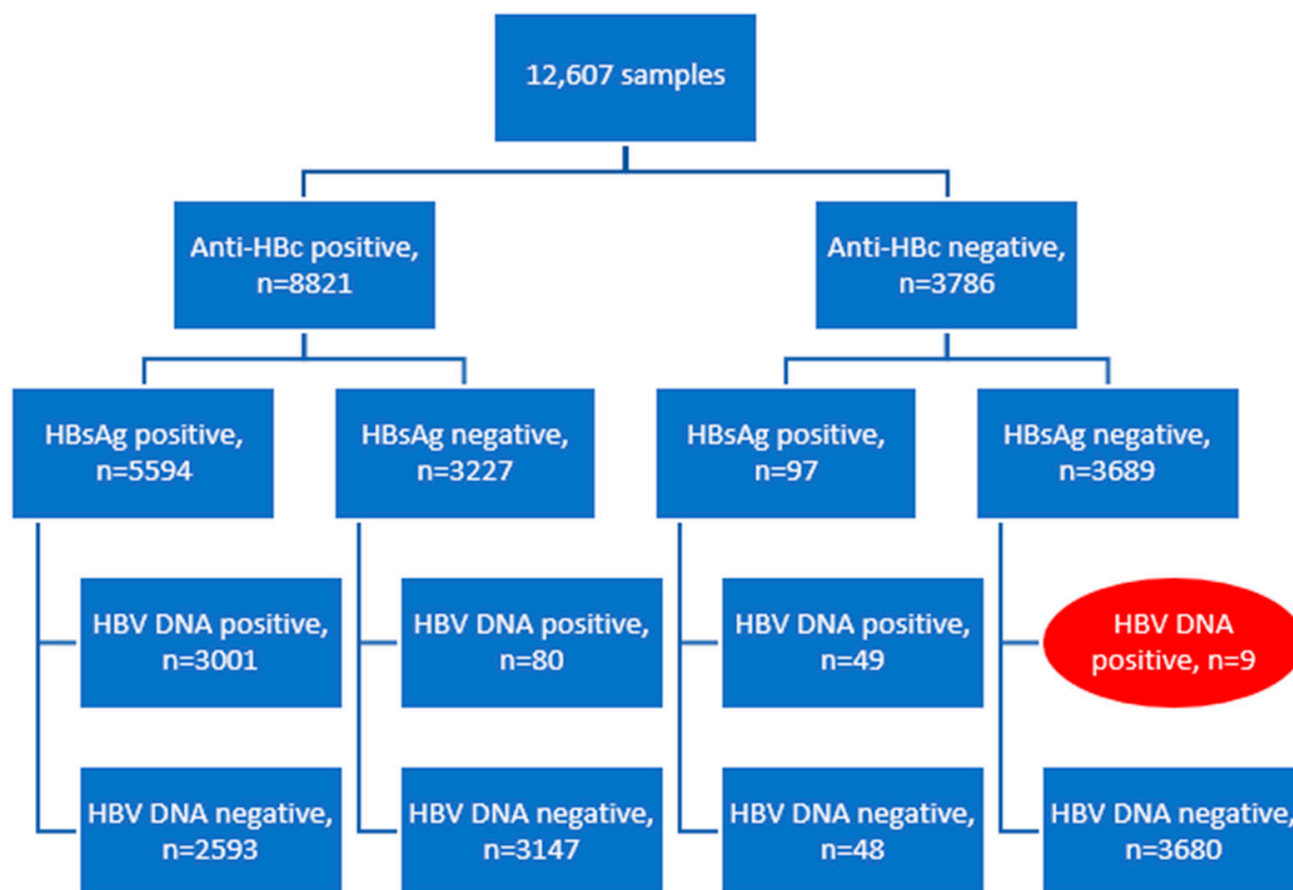 12,607 samples
Anti-HBc positive,
n=8821
Anti-HBc negative,
n=3786
HBsAg positive,
n=5594
HBsAg negative,
n=3227
HBsAg positive,
n=97
HBsAg negative,
n=3689
HBV DNA positive,
n=3001
HBV DNA positive,
n=80
HBV DNA positive,
n=49
HBV DNA
positive, n=9
HBV DNA negative,
n=2593
HBV DNA negative,
n=3147
HBV DNA negative,
n=48
HBV DNA negative,
n=3680